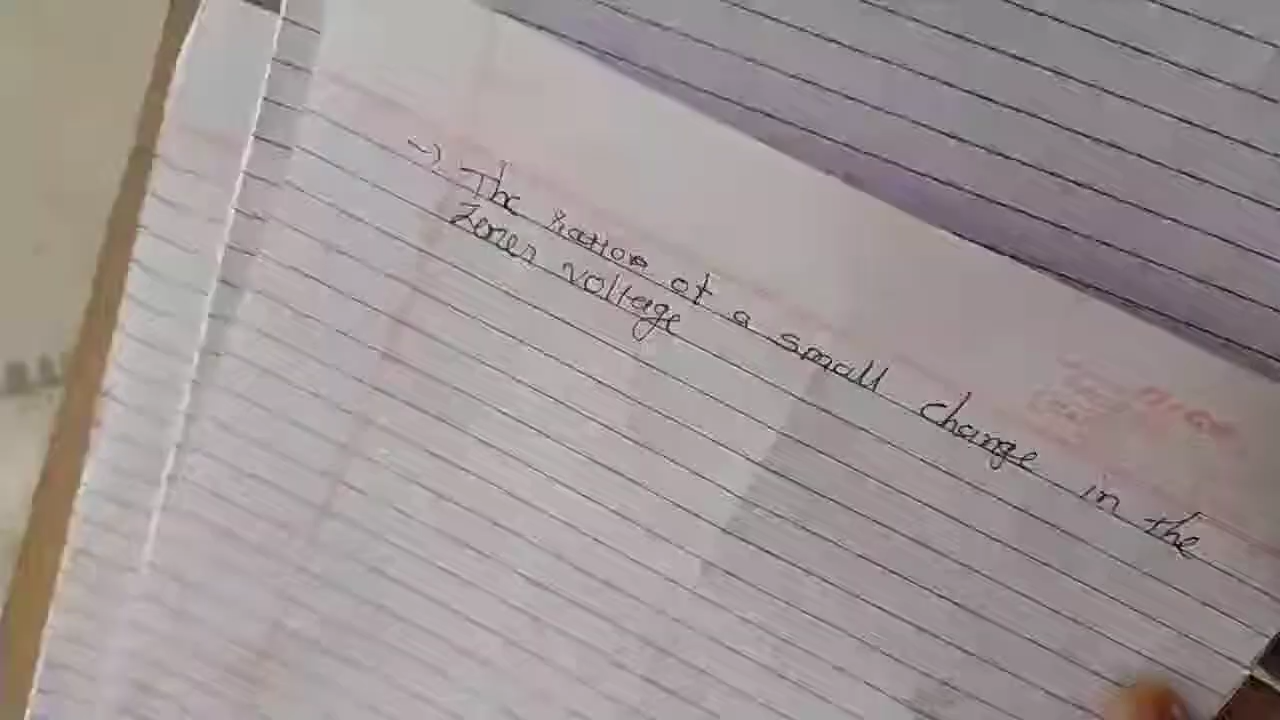 → The ration of a small change in the
Zener voltage